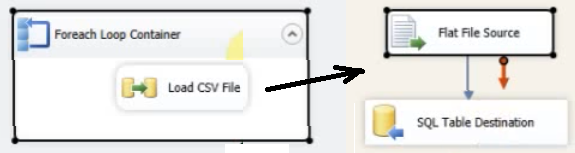 Foreach Loop Container
Load CSV File
Flat File Source
SQL Table Destination